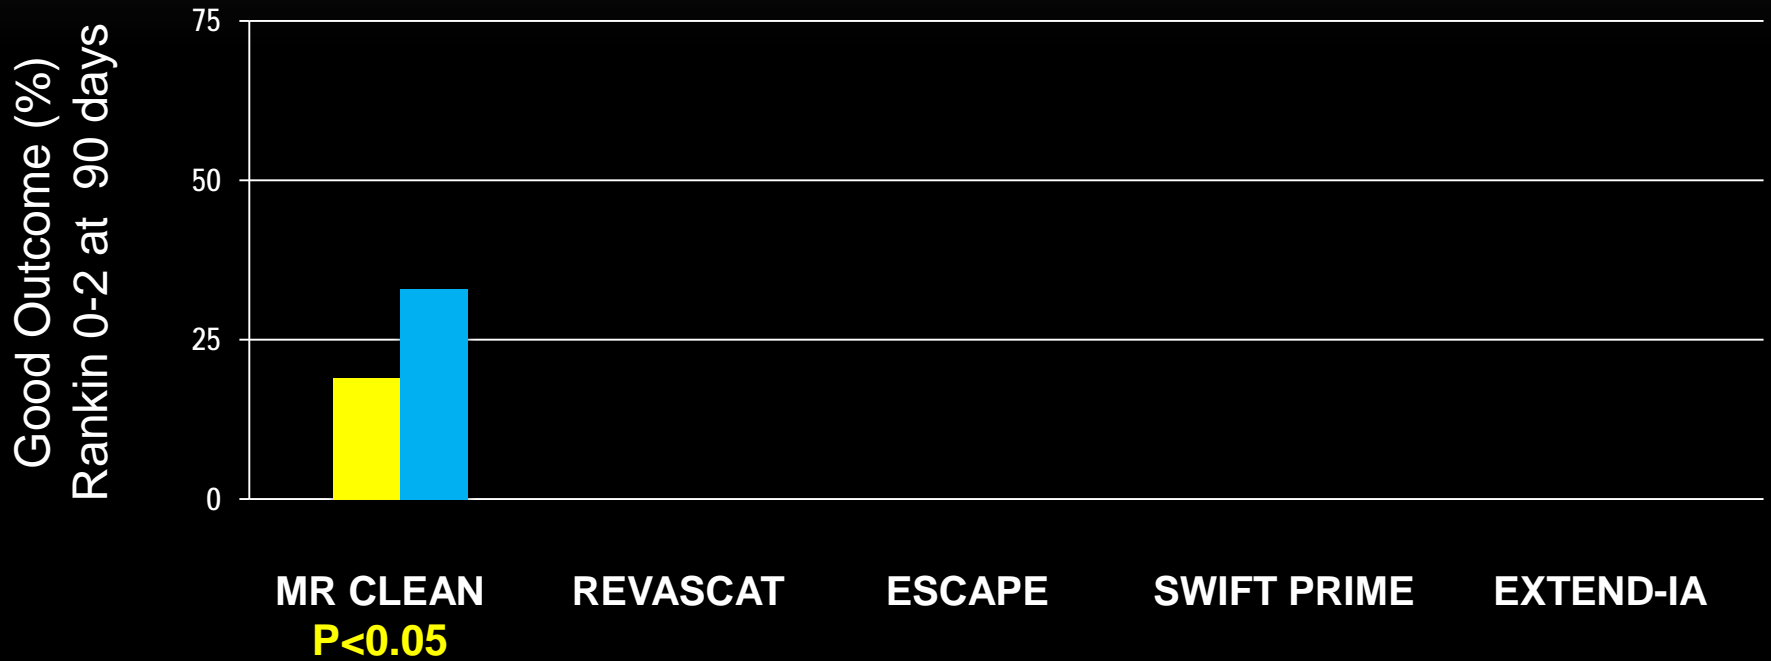 Good Outcome (%)
Rankin 0-2 at 90 days
75
50
25
0
MR CLEAN REVASCAT ESCAPE SWIFT PRIME EXTEND-IA
P<0.05